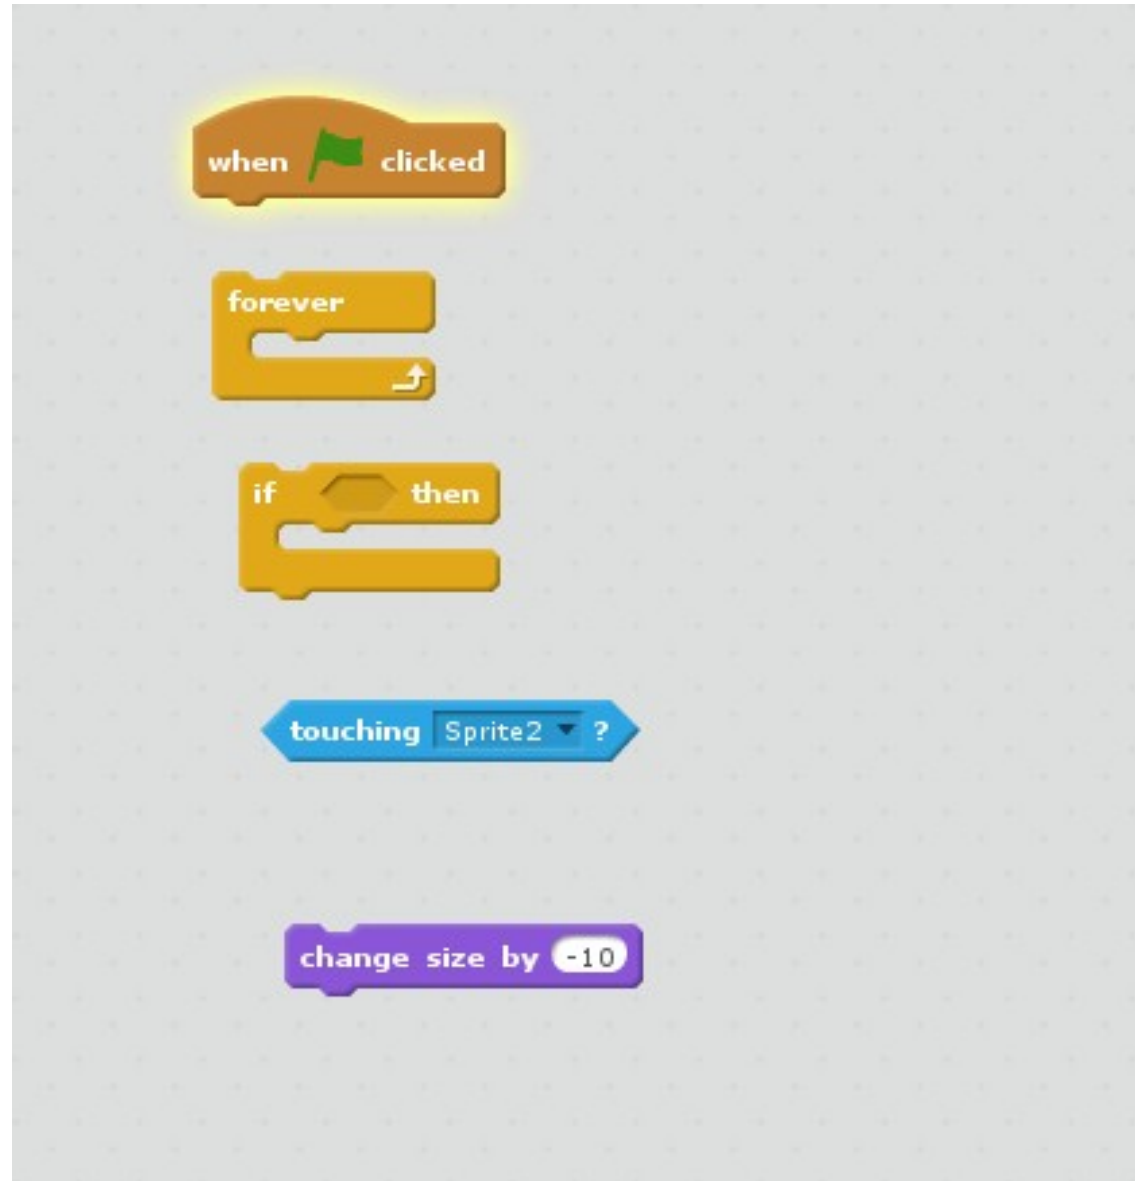 when clicked
forever
if then
touching Sprite2 ?
change size by -10